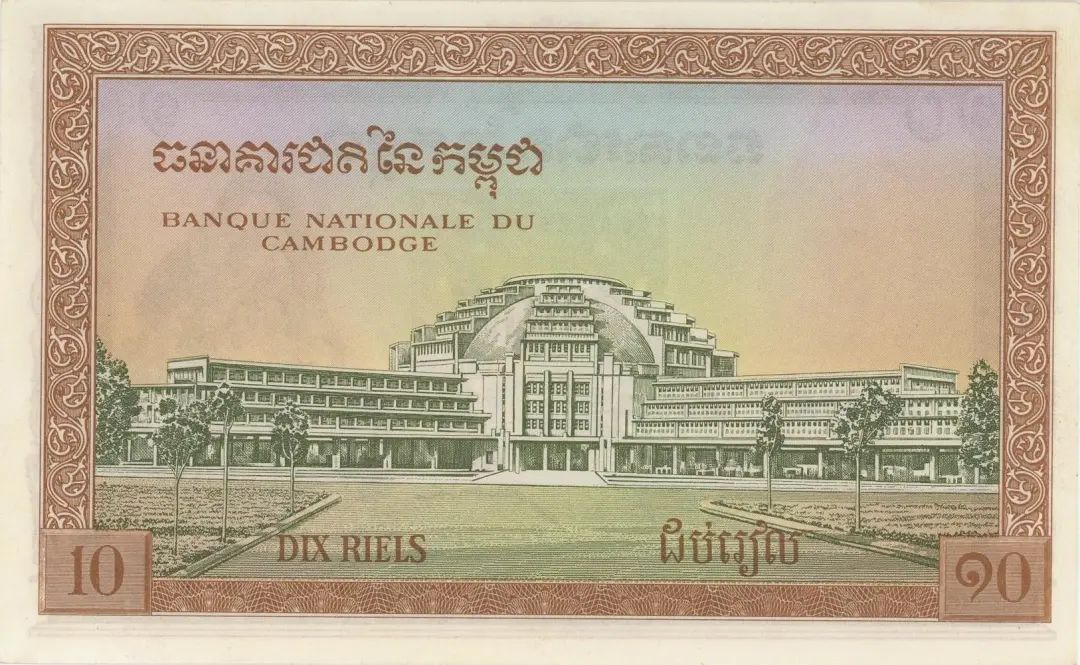 ធនាគារជាតិនៃកម្ពុជា
BANQUE NATIONALE DU
CAMBODGE
DIX RIELS
ដប់រៀល
10
១០